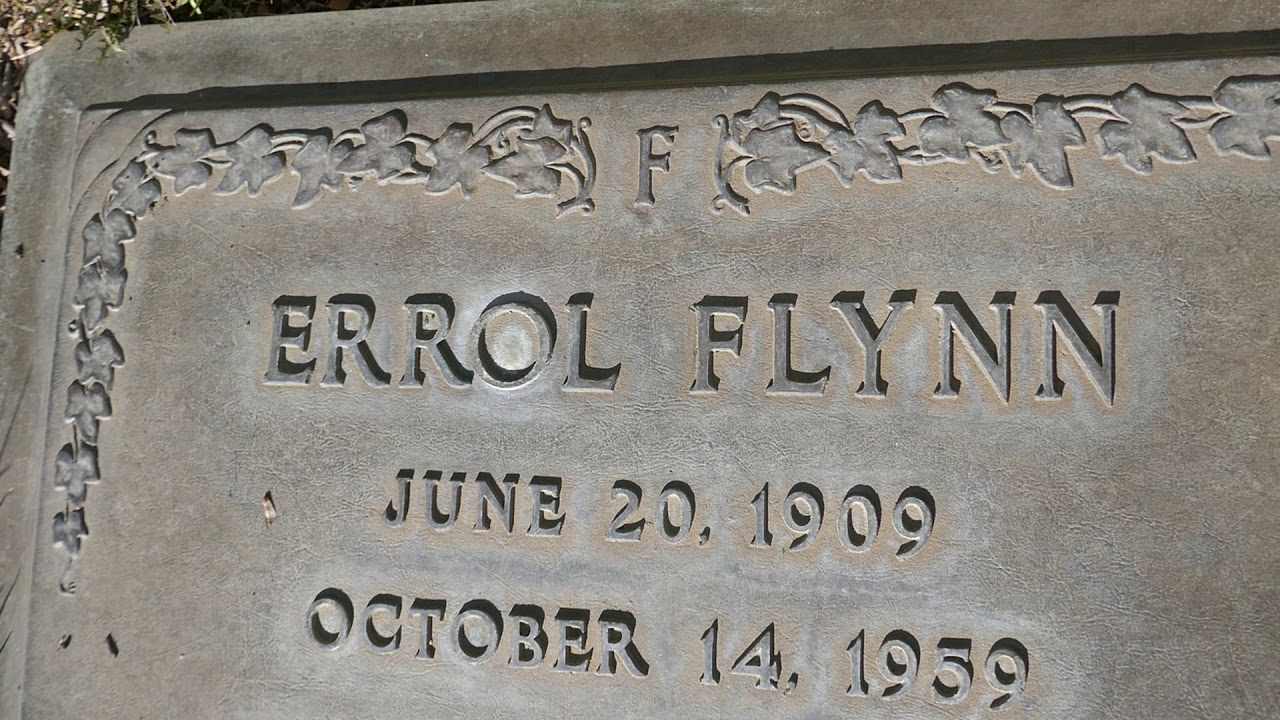 F
ERROL FLYNN
JUNE 20, 1909
OCTOBER 14, 1959